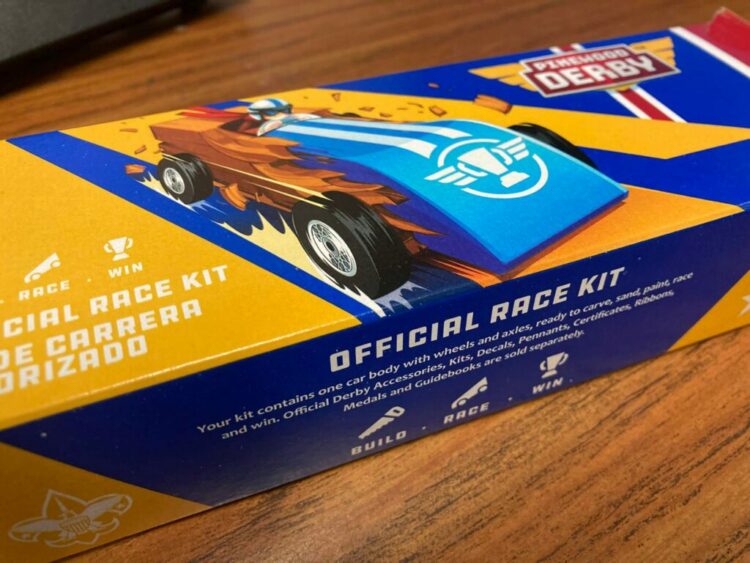 PINEWOOD
DERBY
RACE · WIN
CIAL RACE KIT
DE CARRERA
ORIZADO
OFFICIAL RACE KIT
Your kit contains one car body with wheels and axles, ready to carve, sand, paint, race
and win. Official Derby Accessories, Kits, Decals, Pennants, Certificates, Ribbons,
Medals and Guidebooks are sold separately.
BUILD · RACE · WIN